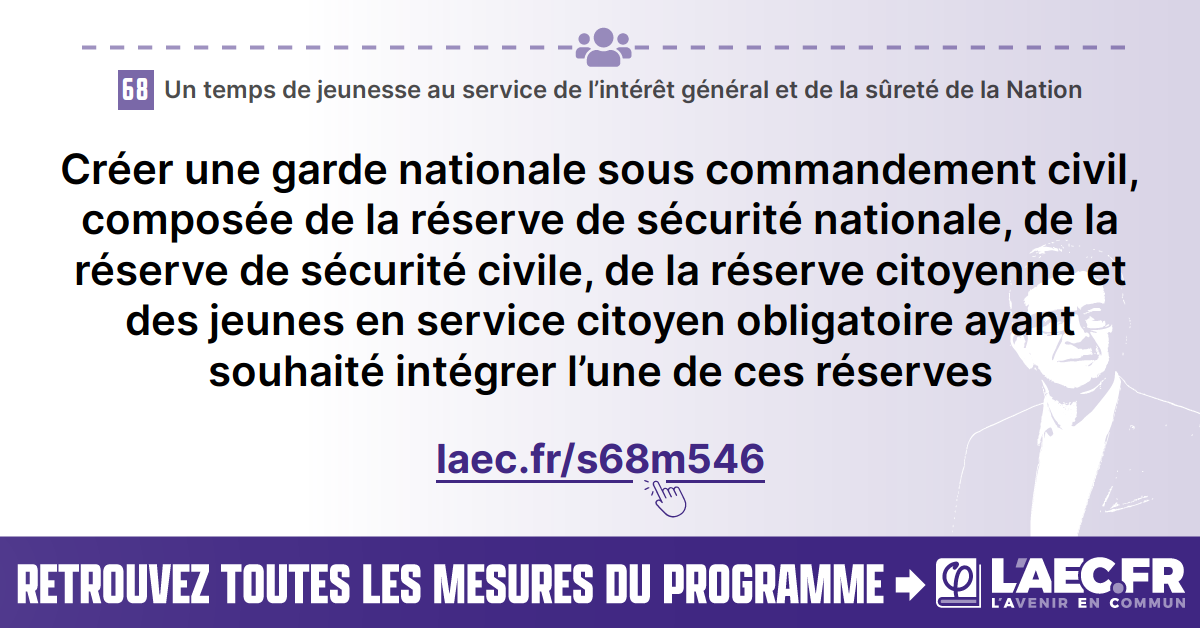 68 Un temps de jeunesse au service de l’intérêt général et de la sûreté de la Nation
Créer une garde nationale sous commandement civil,
composée de la réserve de sécurité nationale, de la
réserve de sécurité civile, de la réserve citoyenne et
des jeunes en service citoyen obligatoire ayant
souhaité intégrer l’une de ces réserves
laec.fr/s68m546
RETROUVEZ TOUTES LES MESURES DU PROGRAMME
L'AEC.FR
L'AVENIR EN COMMUN